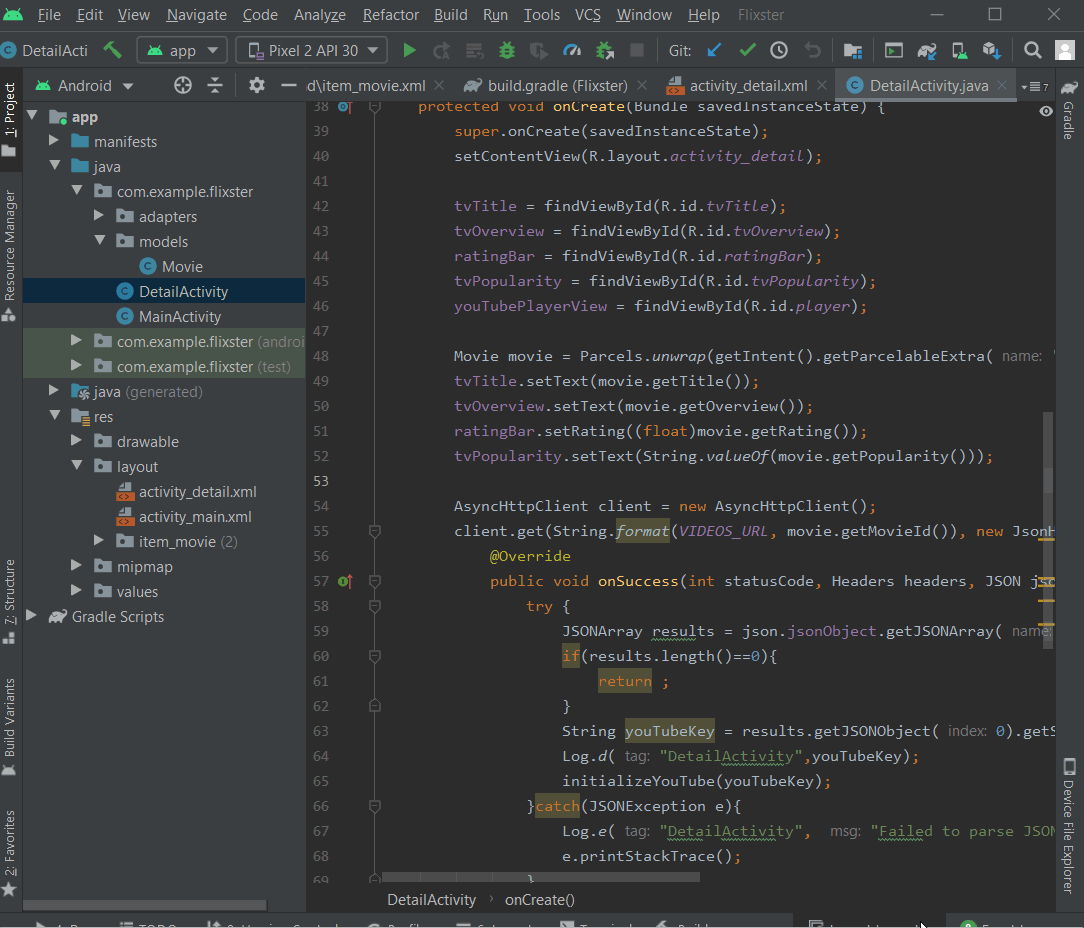 File Edit View Navigate Code Analyze Refactor Build Run Tools VCS Window Help Flixster
DetailActi app Pixel 2 API 30 Git:
Android d\item_movie.xml build.gradle (Flixster) activity_detail.xml DetailActivity.java 7
1: Project
Resource Manager
7: Structure
Build Variants
2: Favorites
app
manifests
java
com.example.flixster
adapters
models
Movie
DetailActivity
MainActivity
com.example.flixster (androi
com.example.flixster (test)
java (generated)
res
drawable
layout
activity_detail.xml
activity_main.xml
item_movie (2)
mipmap
values
Gradle Scripts
38 protected void onCreate(Bundle savedInstanceState) {
39 super.onCreate(savedInstanceState);
40 setContentView(R.layout.activity_detail);
41
42 tvTitle = findViewById(R.id.tvTitle);
43 tvOverview = findViewById(R.id.tvOverview);
44 ratingBar = findViewById(R.id.ratingBar);
45 tvPopularity = findViewById(R.id.tvPopularity);
46 youTubePlayerView = findViewById(R.id.player);
47
48 Movie movie = Parcels.unwrap(getIntent().getParcelableExtra( name:
49 tvTitle.setText(movie.getTitle());
50 tvOverview.setText(movie.getOverview());
51 ratingBar.setRating((float)movie.getRating());
52 tvPopularity.setText(String.valueOf(movie.getPopularity()));
53
54 AsyncHttpClient client = new AsyncHttpClient();
55 client.get(String.format(VIDEOS_URL, movie.getMovieId()), new JsonH
56 @Override
57 public void onSuccess(int statusCode, Headers headers, JSON jso
58 try {
59 JSONArray results = json.jsonObject.getJSONArray( name:
60 if(results.length()==0){
61 return ;
62 }
63 String youTubeKey = results.getJSONObject( index: 0).getS
64 Log.d( tag: "DetailActivity",youTubeKey);
65 initializeYouTube(youTubeKey);
66 }catch(JSONException e){
67 Log.e( tag: "DetailActivity", msg: "Failed to parse JSON
68 e.printStackTrace();
69 }
DetailActivity › onCreate()
Gradle
Device File Explorer